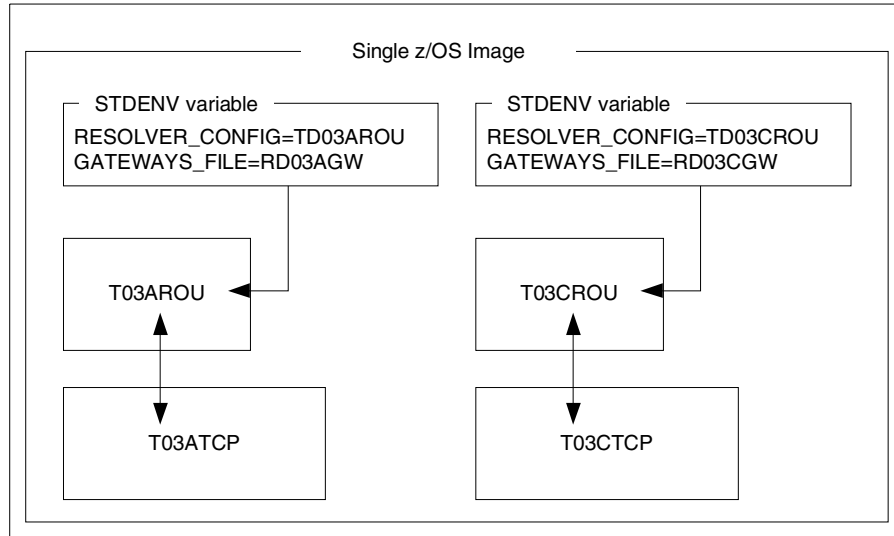 Single z/OS Image
STDENV variable
RESOLVER_CONFIG=TD03AROU
GATEWAYS_FILE=RD03AGW
STDENV variable
RESOLVER_CONFIG=TD03CROU
GATEWAYS_FILE=RD03CGW
T03AROU
T03CROU
T03ATCP
T03CTCP